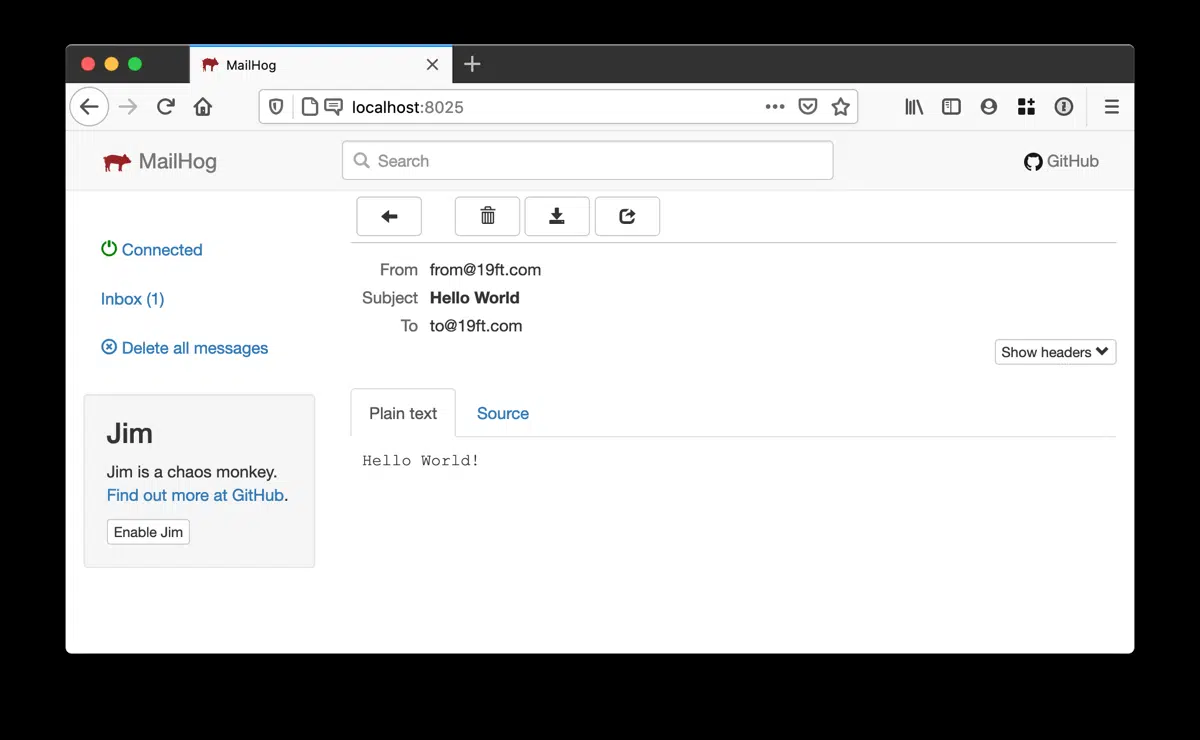 MailHog
localhost:8025
MailHog
Search
GitHub
Connected
Inbox (1)
Delete all messages
Jim
Jim is a chaos monkey.
Find out more at GitHub.
Enable Jim
From from@19ft.com
Subject Hello World
To to@19ft.com
Show headers
Plain text Source
Hello World!